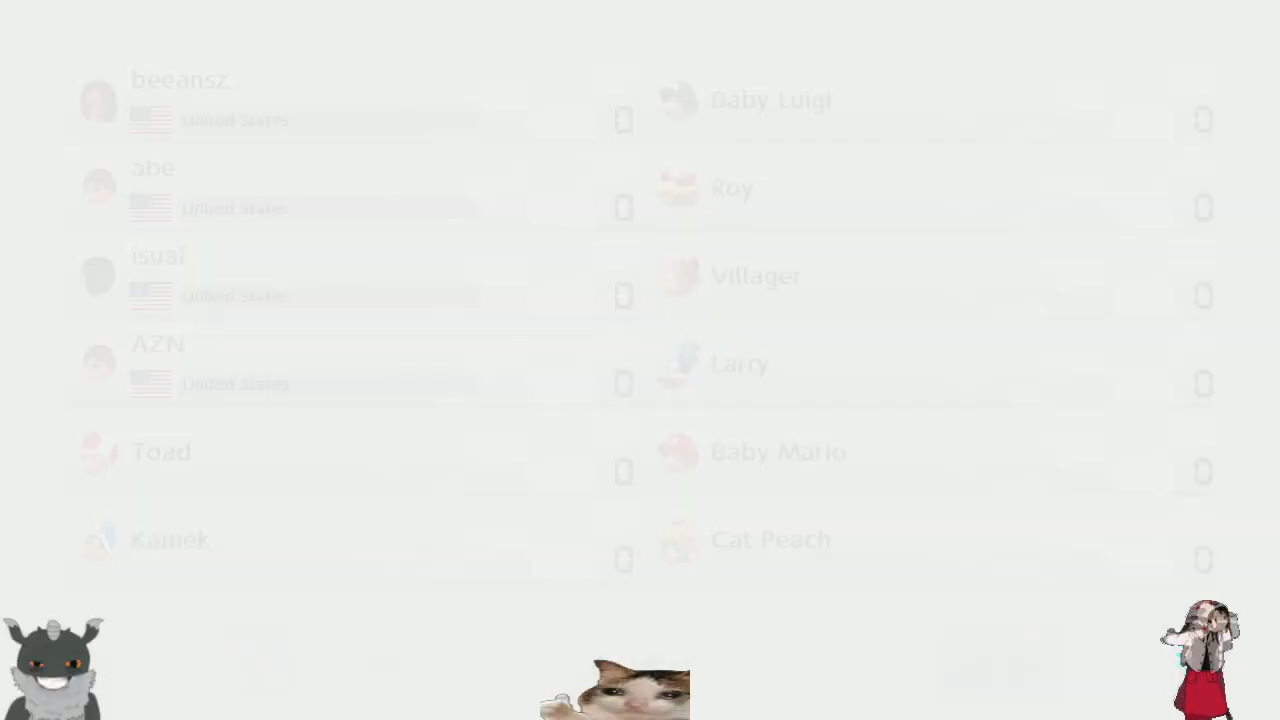 beeansz
United States
0
abe
United States
0
isual
United States
0
AZN
United States
0
Toad
0
Kamek
0
Baby Luigi
0
Roy
0
Villager
0
Larry
0
Baby Mario
0
Cat Peach
0